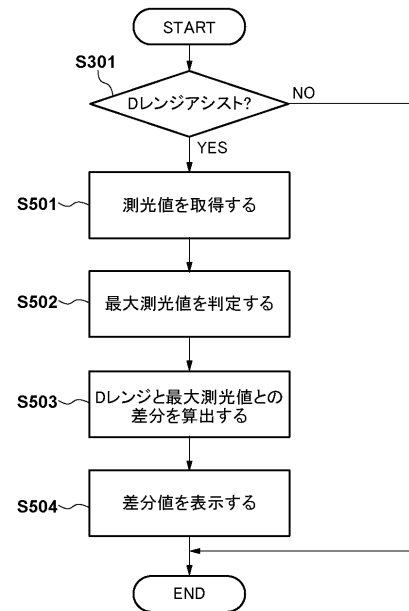 START
S301
Dレンジアシスト?
NO
YES
S501
測光値を取得する
S502
最大測光値を判定する
S503
Dレンジと最大測光値との
差分を算出する
S504
差分値を表示する
END